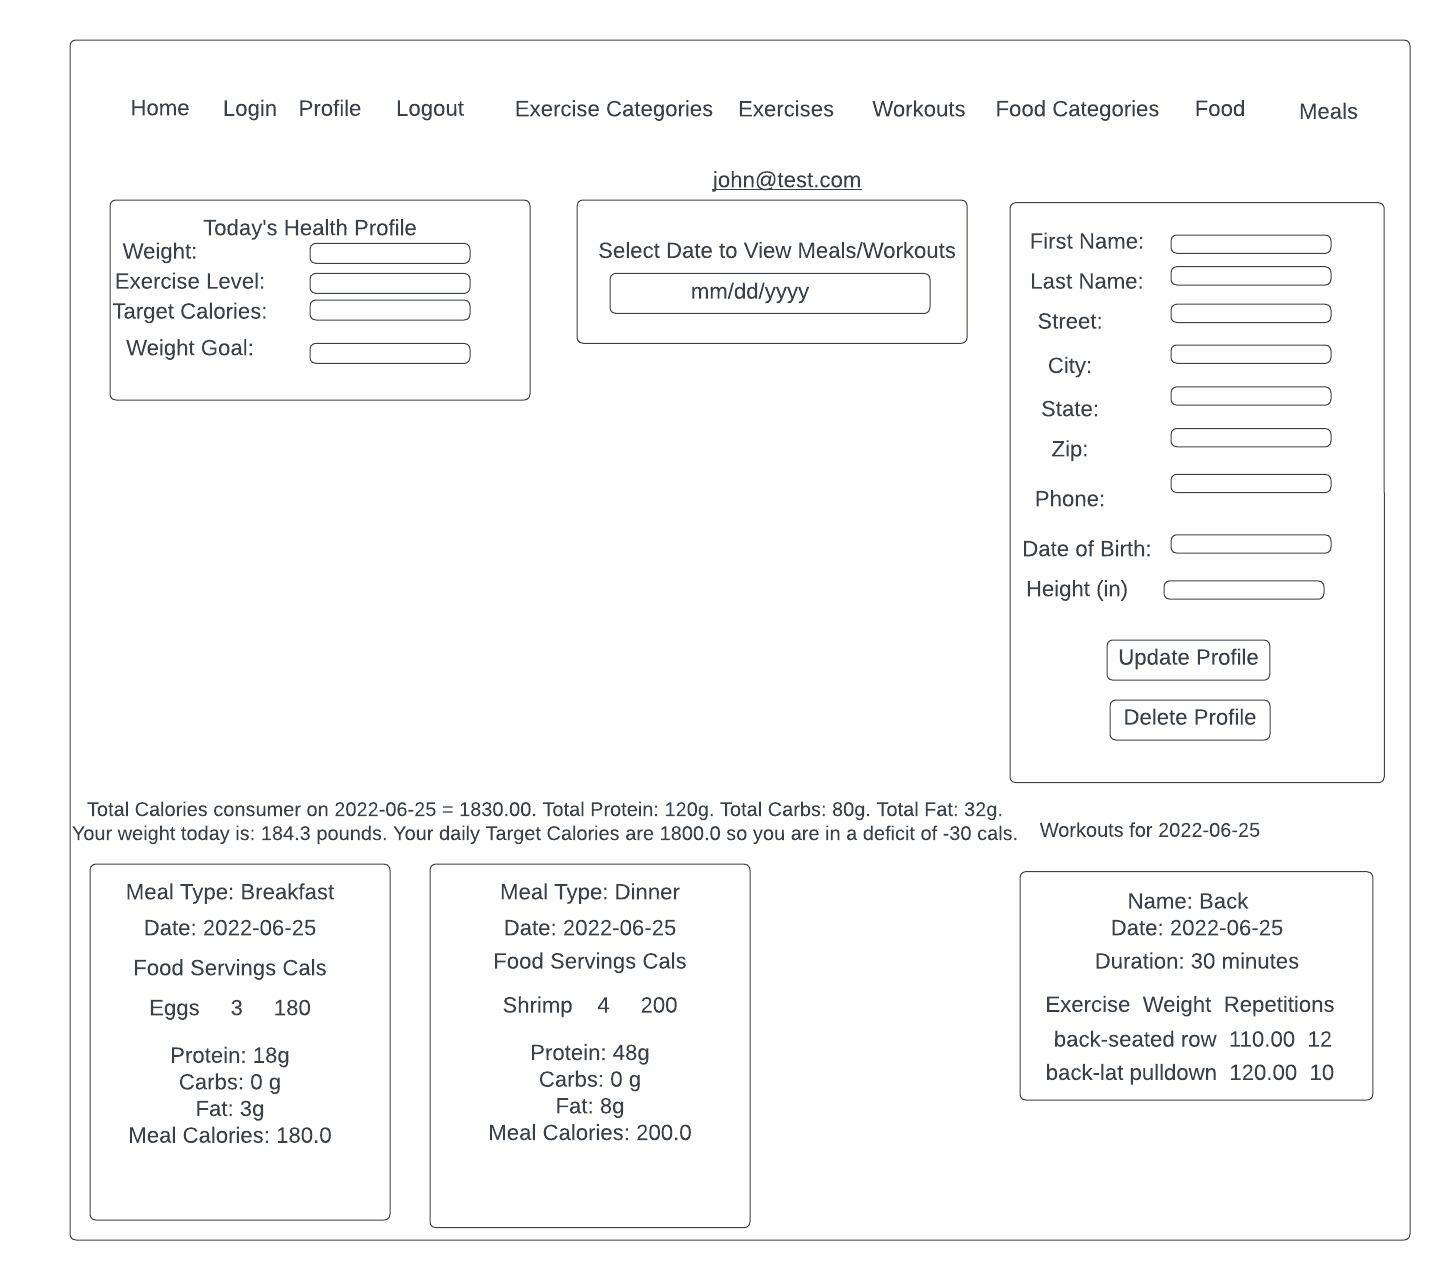 Home Login Profile Logout Exercise Categories Exercises Workouts Food Categories Food Meals
john@test.com
Today's Health Profile
Weight:
Exercise Level:
Target Calories:
Weight Goal:
Select Date to View Meals/Workouts
mm/dd/yyyy
First Name:
Last Name:
Street:
City:
State:
Zip:
Phone:
Date of Birth:
Height (in)
Update Profile
Delete Profile
Total Calories consumer on 2022-06-25 = 1830.00. Total Protein: 120g. Total Carbs: 80g. Total Fat: 32g.
Your weight today is: 184.3 pounds. Your daily Target Calories are 1800.0 so you are in a deficit of -30 cals.
Workouts for 2022-06-25
Meal Type: Breakfast
Date: 2022-06-25
Food Servings Cals
Eggs 3 180
Protein: 18g
Carbs: 0 g
Fat: 3g
Meal Calories: 180.0
Meal Type: Dinner
Date: 2022-06-25
Food Servings Cals
Shrimp 4 200
Protein: 48g
Carbs: 0 g
Fat: 8g
Meal Calories: 200.0
Name: Back
Date: 2022-06-25
Duration: 30 minutes
Exercise Weight Repetitions
back-seated row 110.00 12
back-lat pulldown 120.00 10